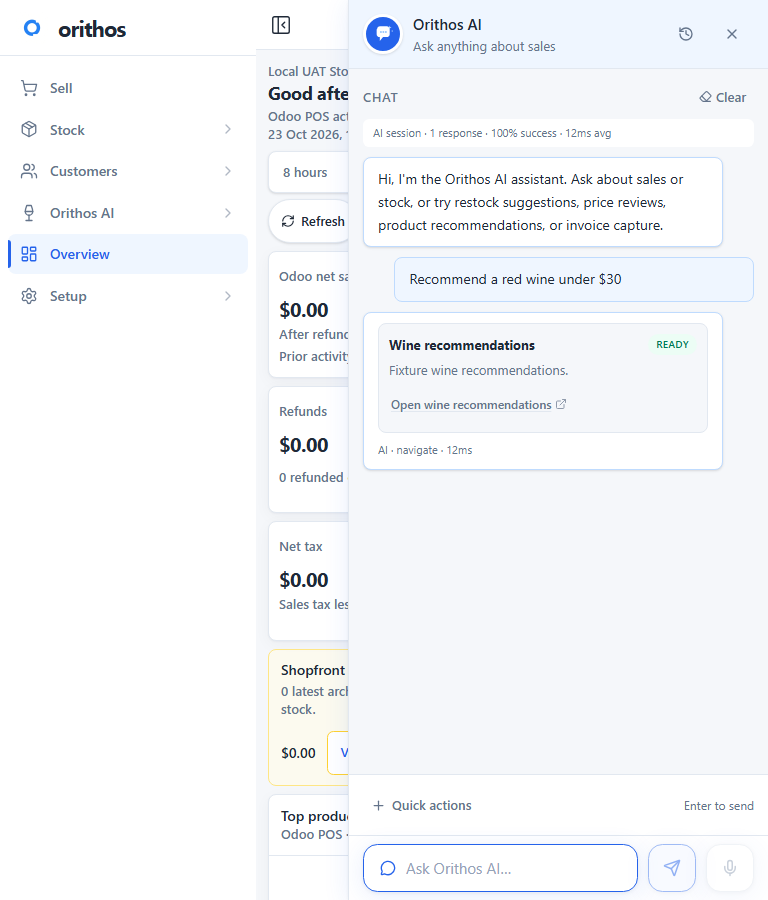 orithos
Sell
Stock
Customers
Orithos AI
Overview
Setup
Local UAT Sto
Good afte
Odoo POS act
23 Oct 2026,
8 hours
Refresh
Odoo net sa
$0.00
After refund
Prior activity
Refunds
$0.00
0 refunded
Net tax
$0.00
Sales tax les
Shopfront
0 latest arch
stock.
$0.00
V
Top produ
Odoo POS ·
Orithos AI
Ask anything about sales
CHAT
Clear
AI session · 1 response · 100% success · 12ms avg
Hi, I'm the Orithos AI assistant. Ask about sales or
stock, or try restock suggestions, price reviews,
product recommendations, or invoice capture.
Recommend a red wine under $30
Wine recommendations
READY
Fixture wine recommendations.
Open wine recommendations
AI · navigate · 12ms
Quick actions
Enter to send
Ask Orithos AI...